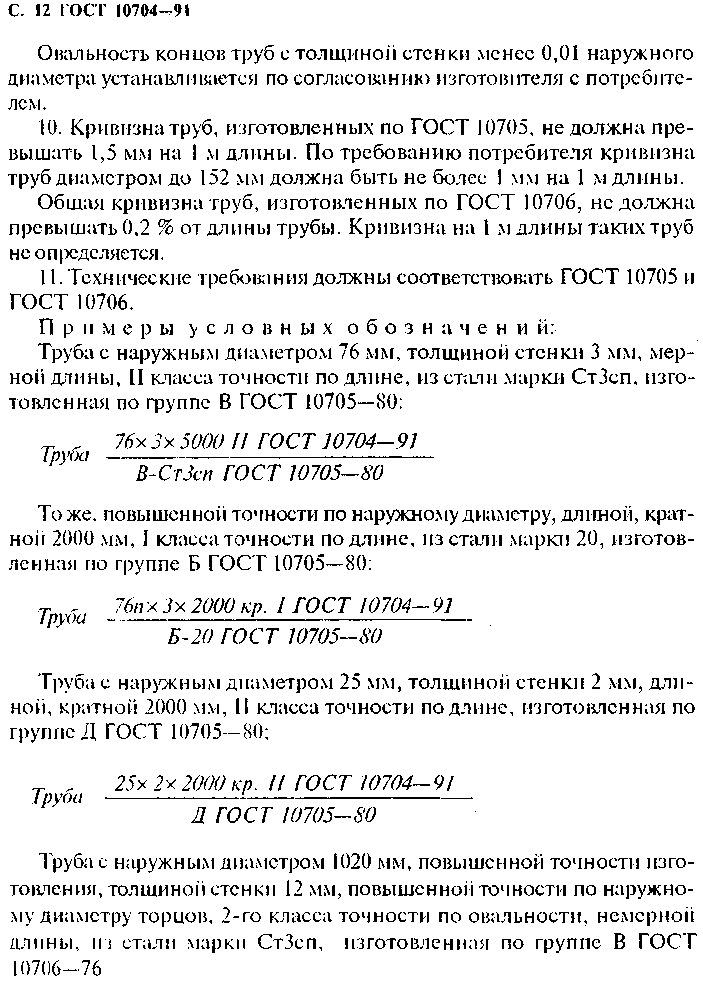 С. 12 ГОСТ 10704—91
Овальность концов труб с толщиной стенки менее 0,01 наружного
диаметра устанавливается по согласованию изготовителя с потребите-
лем.
10. Кривизна труб, изготовленных по ГОСТ 10705, не должна пре-
вышать 1,5 мм на 1 м длины. По требованию потребителя кривизна
труб диаметром до 152 мм должна быть не более 1 мм на 1 м длины.
Общая кривизна труб, изготовленных по ГОСТ 10706, не должна
превышать 0,2 % от длины трубы. Кривизна на 1 м длины таких труб
не определяется.
11. Технические требования должны соответствовать ГОСТ 10705 и
ГОСТ 10706.
Примеры условных обозначений:
Труба с наружным диаметром 76 мм, толщиной стенки 3 мм, мер-
ной длины, II класса точности по длине, из стали марки Ст3сп, изго-
товленная по группе В ГОСТ 10705—80:
76×3×5000 II ГОСТ 10704—91
Труба
В-Ст3сп ГОСТ 10705—80
То же, повышенной точности по наружному диаметру, длиной, крат-
ной 2000 мм, I класса точности по длине, из стали марки 20, изготов-
ленная по группе Б ГОСТ 10705—80:
76п×3×2000 кр. I ГОСТ 10704—91
Труба
Б-20 ГОСТ 10705—80
Труба с наружным диаметром 25 мм, толщиной стенки 2 мм, дли-
ной, кратной 2000 мм, II класса точности по длине, изготовленная по
группе Д ГОСТ 10705—80;
25×2×2000 кр. II ГОСТ 10704—91
Труба
Д ГОСТ 10705—80
Труба с наружным диаметром 1020 мм, повышенной точности изго-
товления, толщиной стенки 12 мм, повышенной точности по наружно-
му диаметру торцов, 2-го класса точности по овальности, немерной
длины, из стали марки Ст3сп, изготовленная по группе В ГОСТ
10706—76